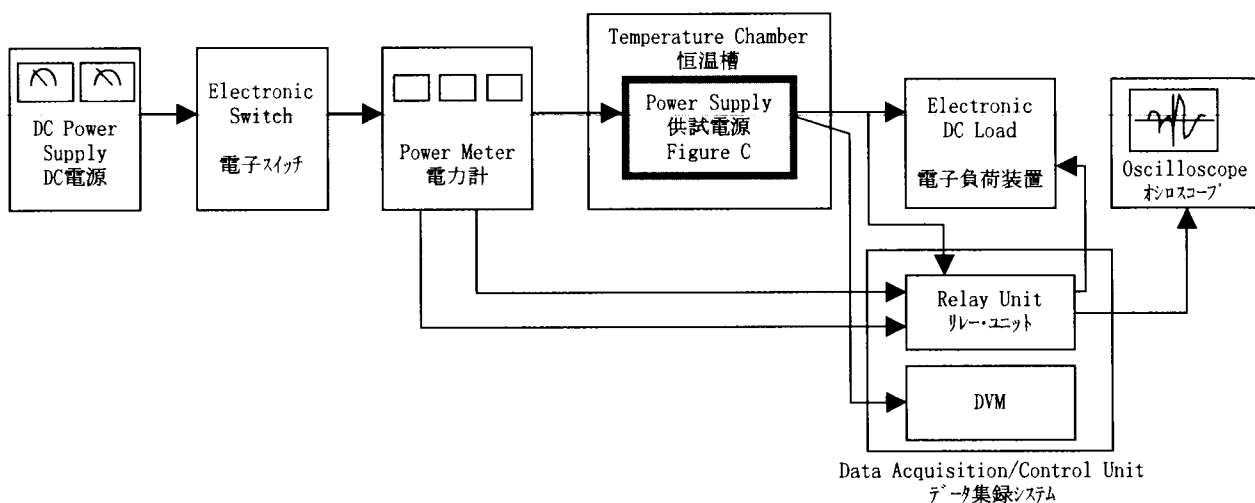 DC Power
Supply
DC電源
Electronic
Switch
電子スイッチ
Power Meter
電力計
Temperature Chamber
恒温槽
Power Supply
供試電源
Figure C
Electronic
DC Load
電子負荷装置
Oscilloscope
オシロスコープ
Relay Unit
リレー・ユニット
DVM
Data Acquisition/Control Unit
データ集録システム